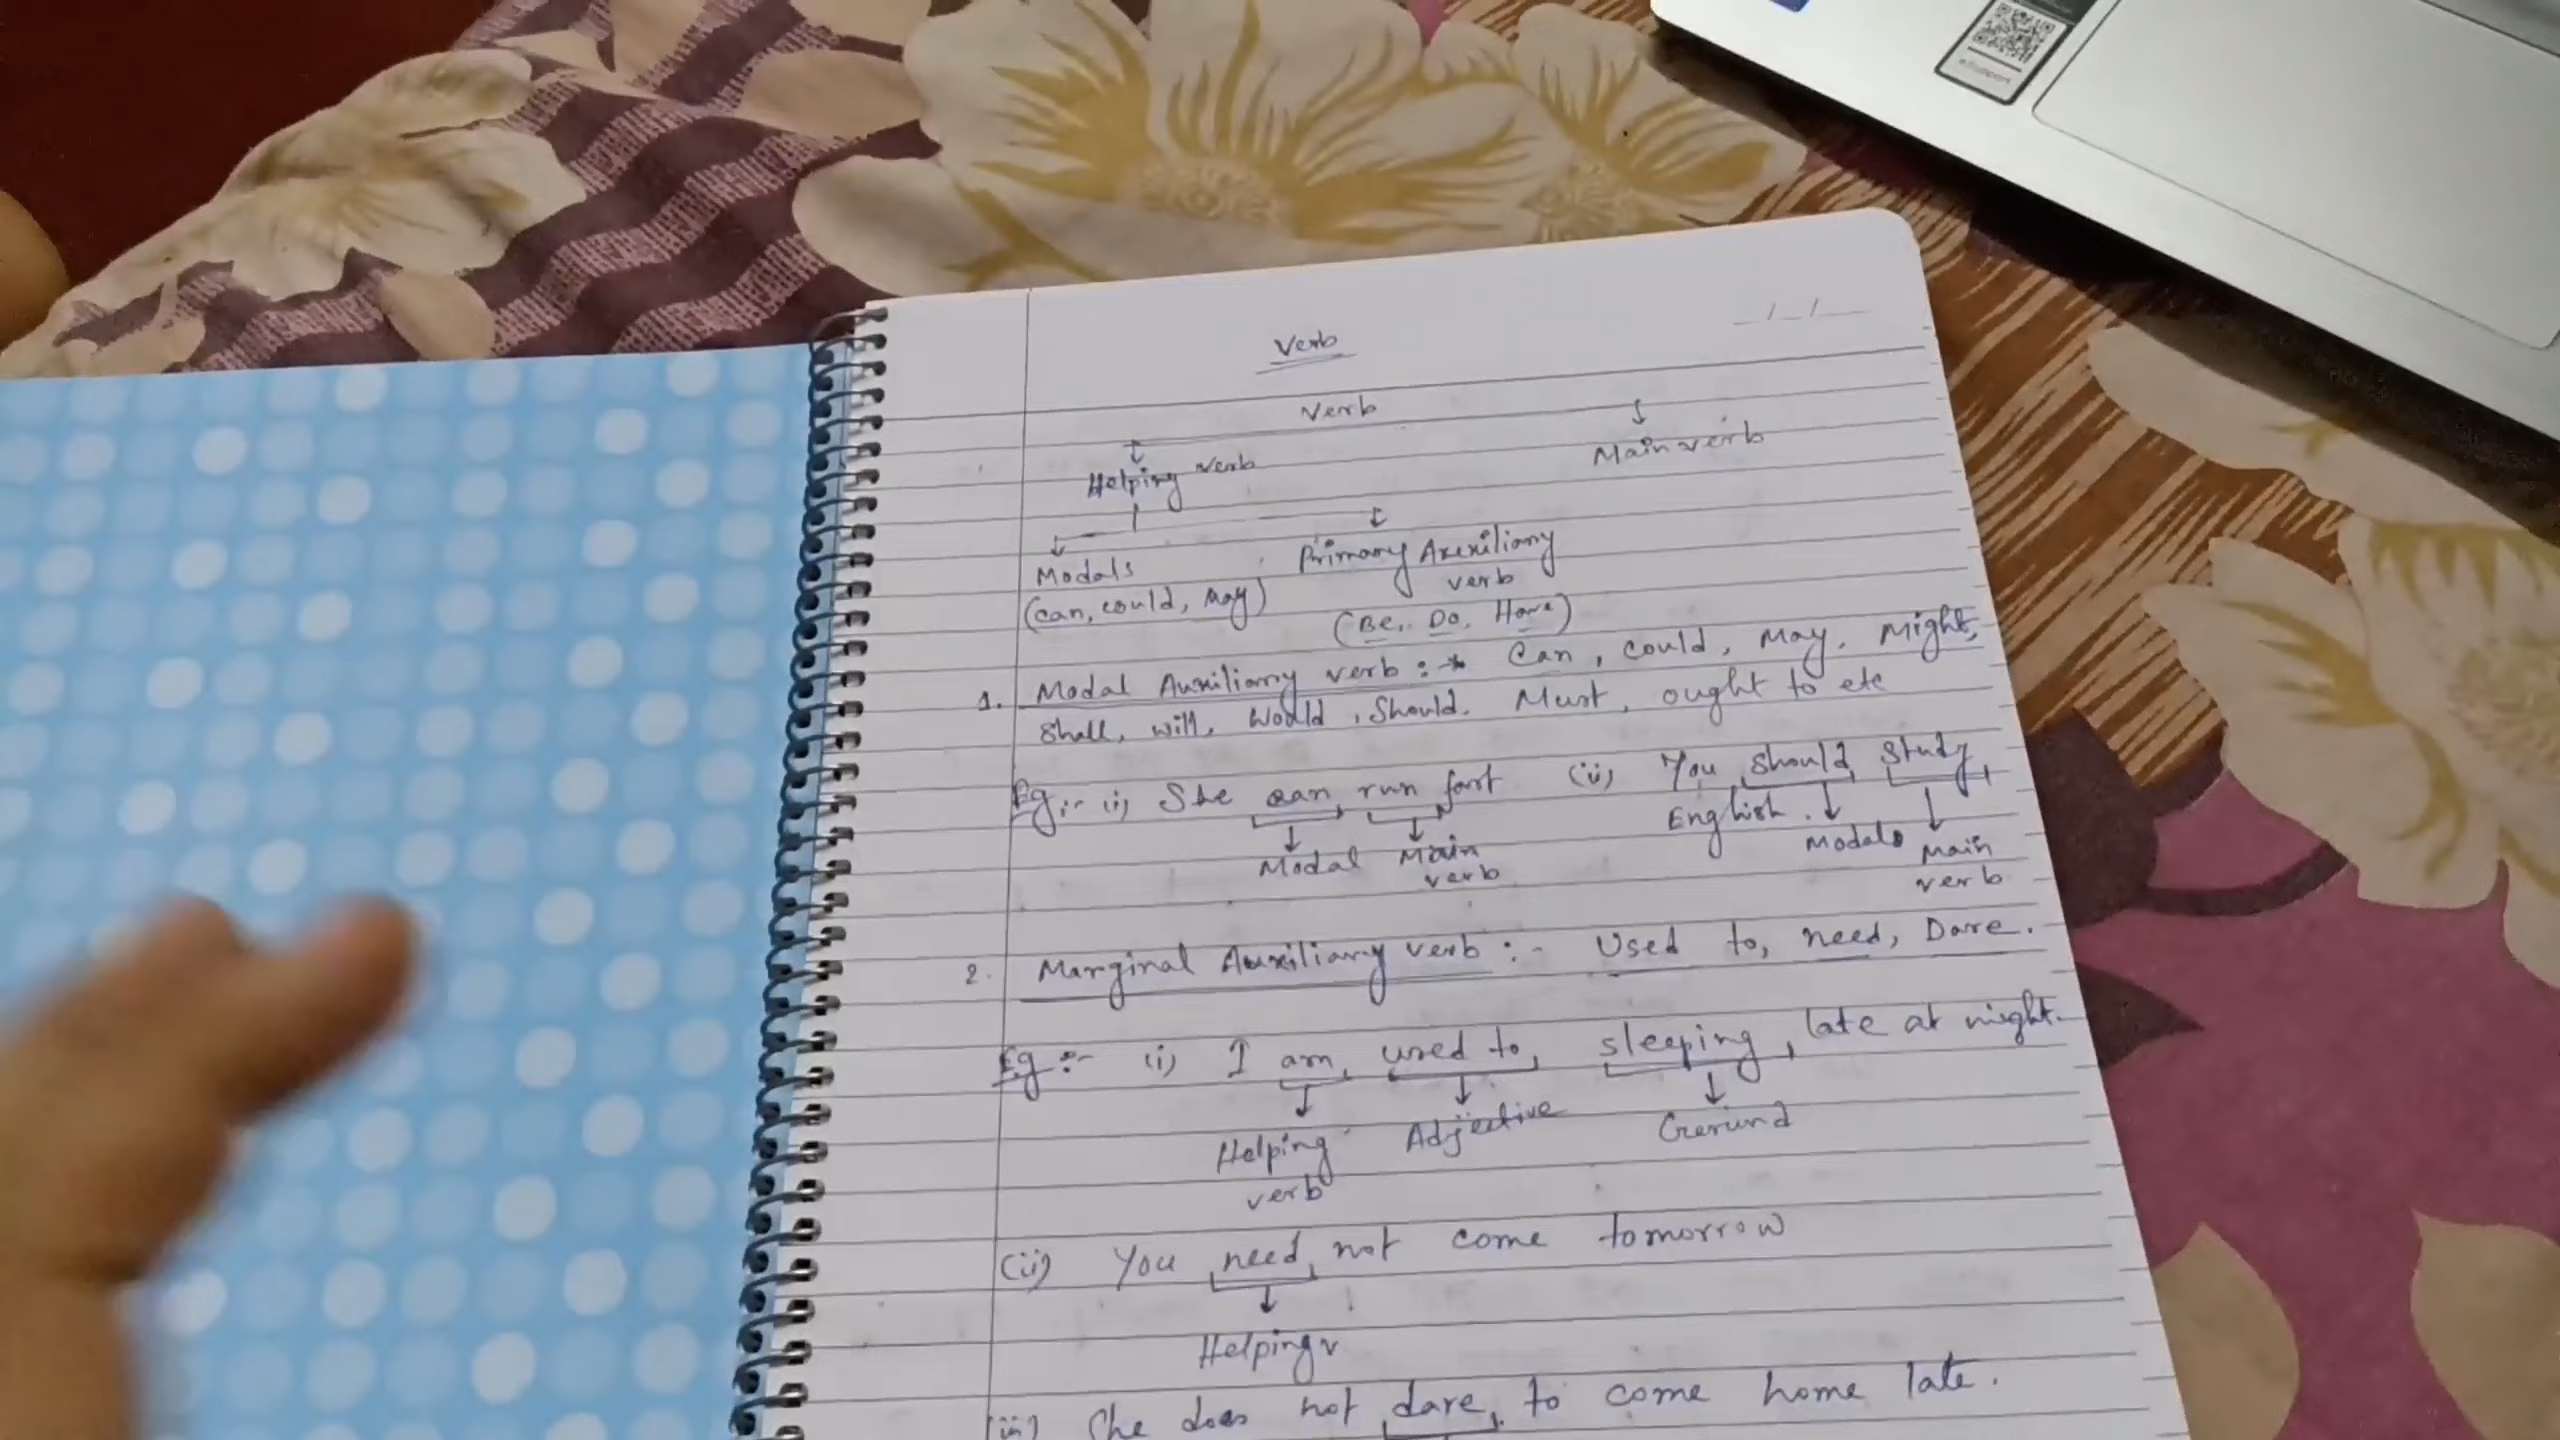 Verb
Verb
Helping verb
Main verb
Modals
(can, could, may)
Primary Auxiliary
verb
(Be, Do, Have)
1. Modal Auxiliary verb :- Can, could, May, Might,
Shall, will, Would, Should, Must, ought to etc
Eg:- (i) She can run fast (ii) You should study
English.
Modal Main
verb
Modals Main
verb
2. Marginal Auxiliary verb :- Used to, need, Dare.
Eg :- (i) I am used to sleeping late at night.
Helping
verb
Adjective
Gerund
(ii) You need not come tomorrow
Helping v
(iii) She does not dare to come home late.